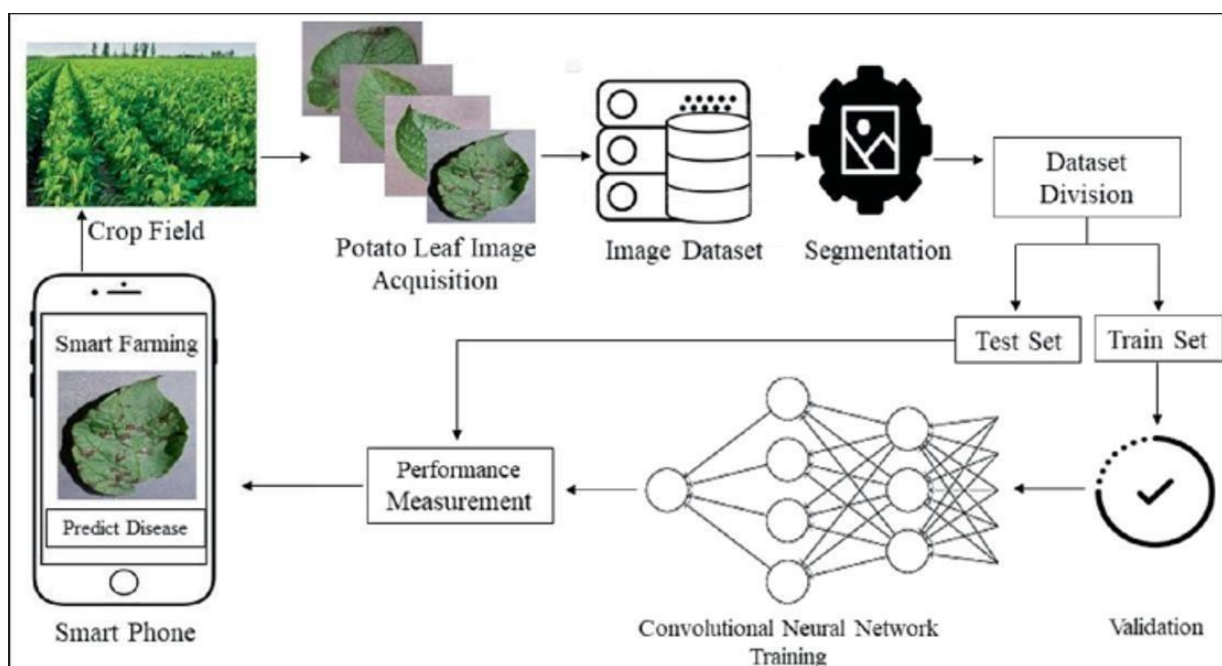 Crop Field
Potato Leaf Image
Acquisition
Image Dataset
Segmentation
Dataset
Division
Test Set
Train Set
Smart Farming
Predict Disease
Smart Phone
Performance
Measurement
Convolutional Neural Network
Training
Validation